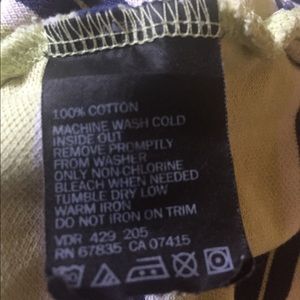 100% COTTON
MACHINE WASH COLD
INSIDE OUT
REMOVE PROMPTLY
FROM WASHER
ONLY NON-CHLORINE
BLEACH WHEN NEEDED
TUMBLE DRY LOW
WARM IRON
DO NOT IRON ON TRIM
VDR 429 205
RN 67835 CA 07415